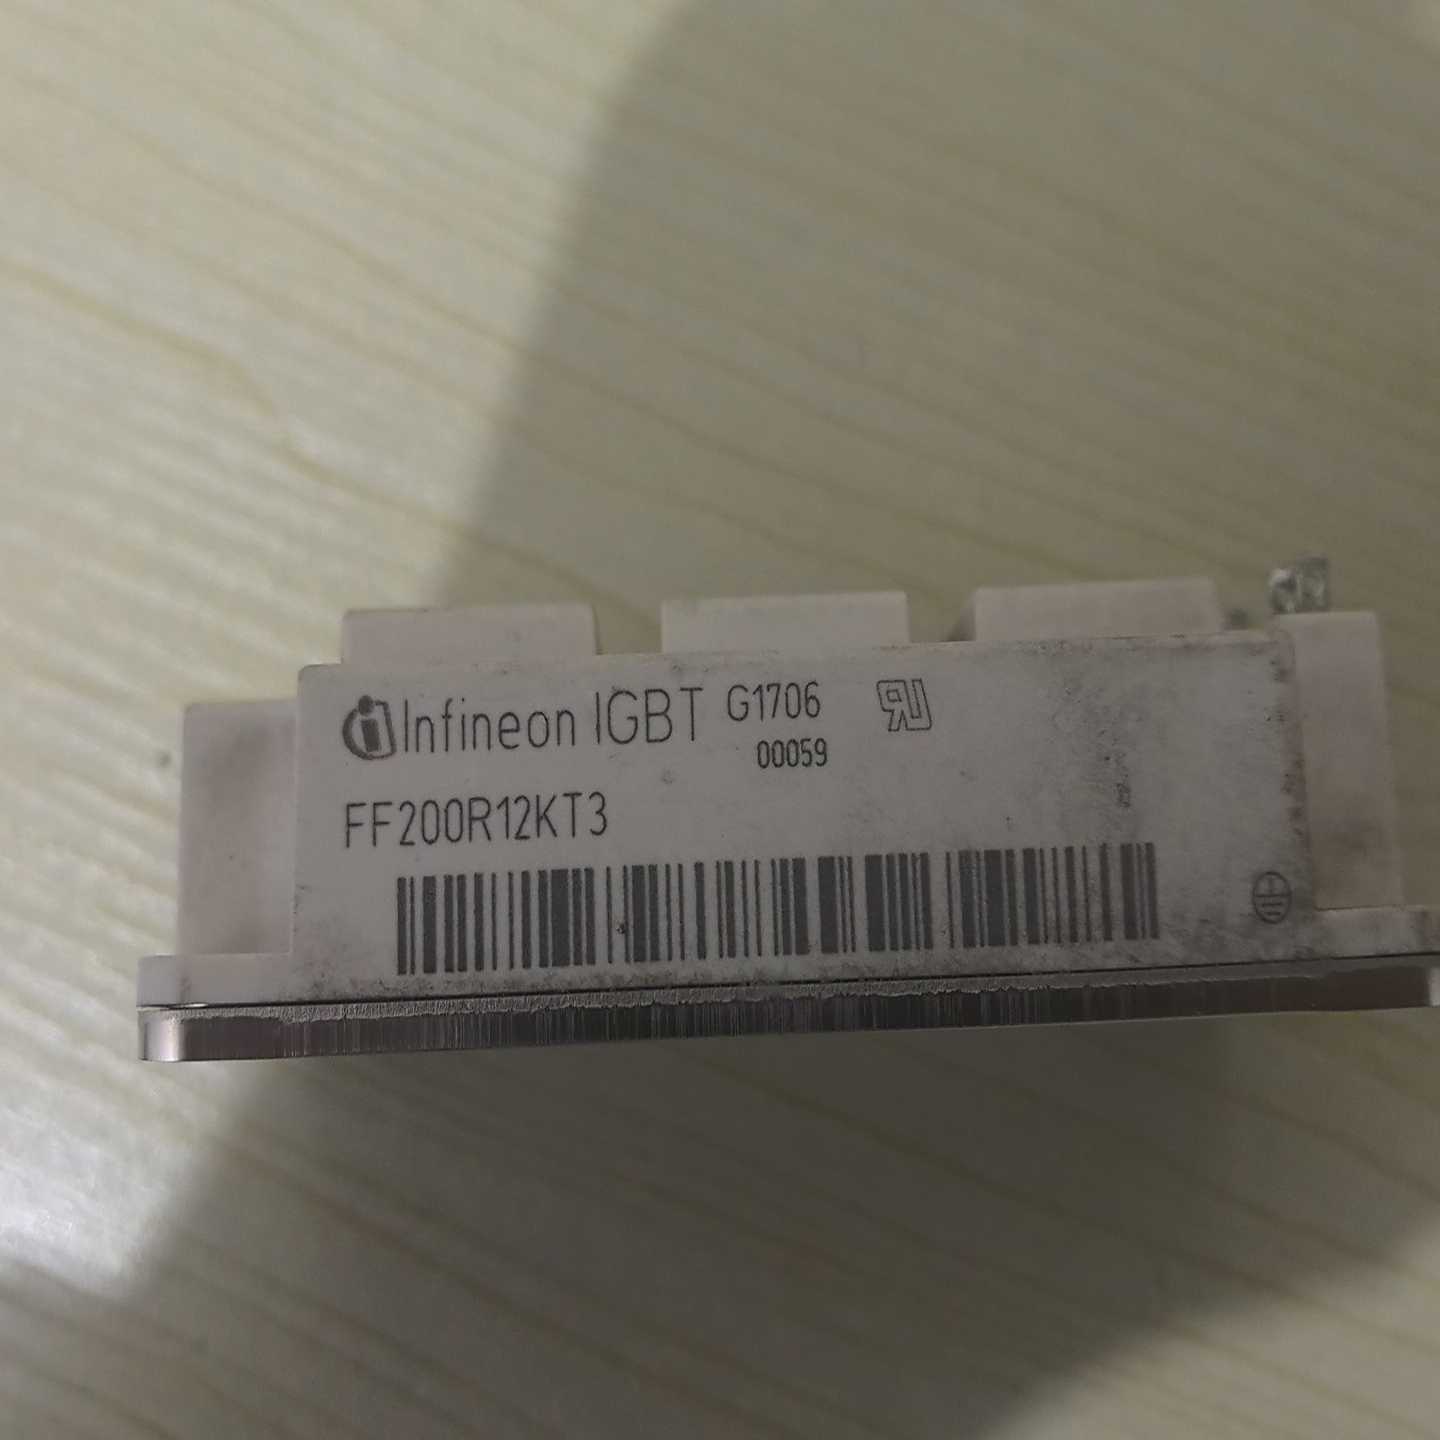 Infineon IGBT G1706
00059
FF200R12KT3